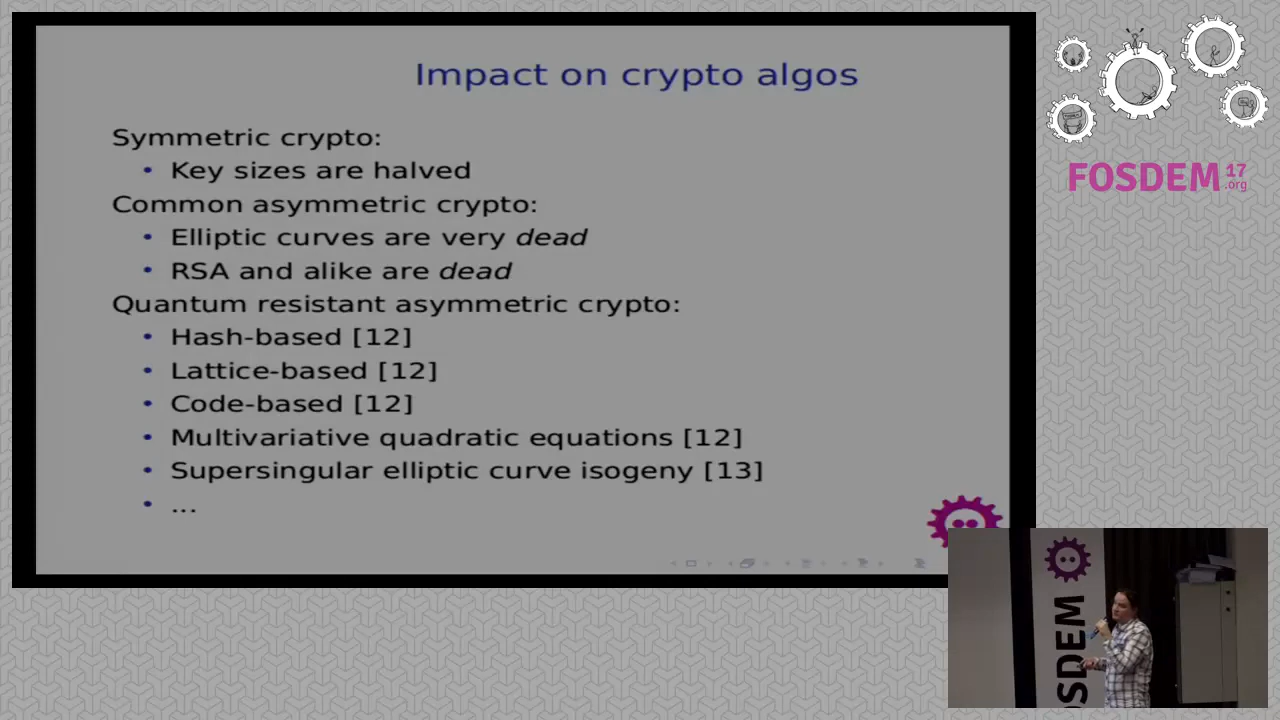 Impact on crypto algos
Symmetric crypto:
• Key sizes are halved
Common asymmetric crypto:
• Elliptic curves are very dead
• RSA and alike are dead
Quantum resistant asymmetric crypto:
• Hash-based [12]
• Lattice-based [12]
• Code-based [12]
• Multivariative quadratic equations [12]
• Supersingular elliptic curve isogeny [13]
• ...
FOSDEM 17
.org
FOSDEM